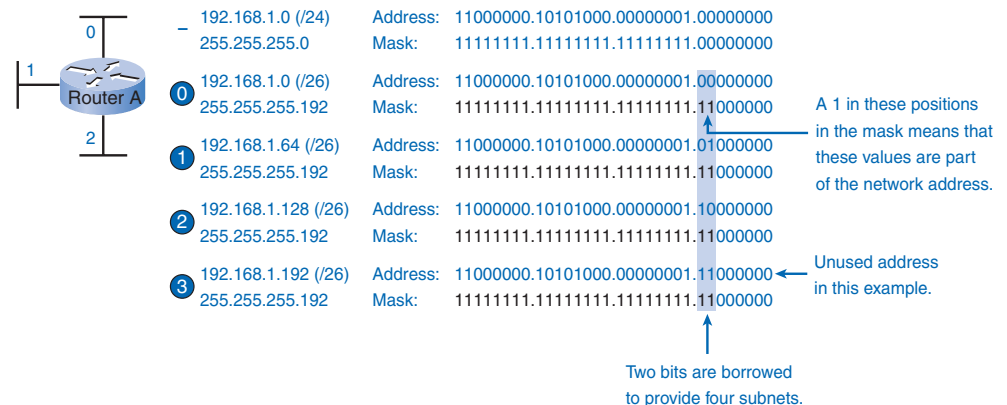 0
1
Router A
2
– 192.168.1.0 (/24) Address: 11000000.10101000.00000001.00000000
255.255.255.0 Mask: 11111111.11111111.11111111.00000000
0 192.168.1.0 (/26) Address: 11000000.10101000.00000001.00000000
255.255.255.192 Mask: 11111111.11111111.11111111.11000000
1 192.168.1.64 (/26) Address: 11000000.10101000.00000001.01000000
255.255.255.192 Mask: 11111111.11111111.11111111.11000000
2 192.168.1.128 (/26) Address: 11000000.10101000.00000001.10000000
255.255.255.192 Mask: 11111111.11111111.11111111.11000000
3 192.168.1.192 (/26) Address: 11000000.10101000.00000001.11000000
255.255.255.192 Mask: 11111111.11111111.11111111.11000000
A 1 in these positions
in the mask means that
these values are part
of the network address.
Unused address
in this example.
Two bits are borrowed
to provide four subnets.